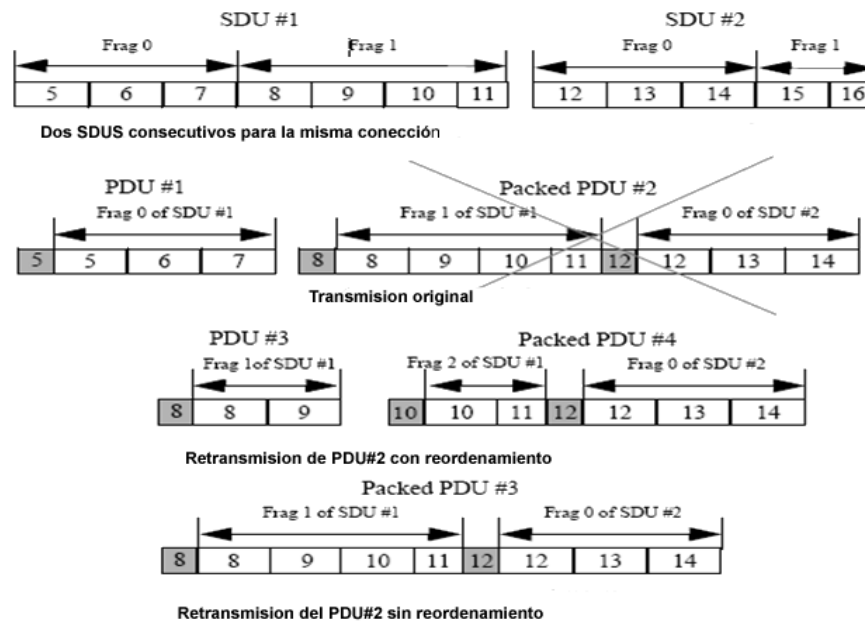 SDU #1 SDU #2
Frag 0 Frag 1 Frag 0 Frag 1
5 6 7 8 9 10 11 12 13 14 15 16
Dos SDUS consecutivos para la misma conección
PDU #1 Packed PDU #2
Frag 0 of SDU #1 Frag 1 of SDU #1 Frag 0 of SDU #2
5 5 6 7 8 8 9 10 11 12 12 13 14
Transmision original
PDU #3 Packed PDU #4
Frag 1of SDU #1 Frag 2 of SDU #1 Frag 0 of SDU #2
8 8 9 10 10 11 12 12 13 14
Retransmision de PDU#2 con reordenamiento
Packed PDU #3
Frag 1 of SDU #1 Frag 0 of SDU #2
8 8 9 10 11 12 12 13 14
Retransmision del PDU#2 sin reordenamiento